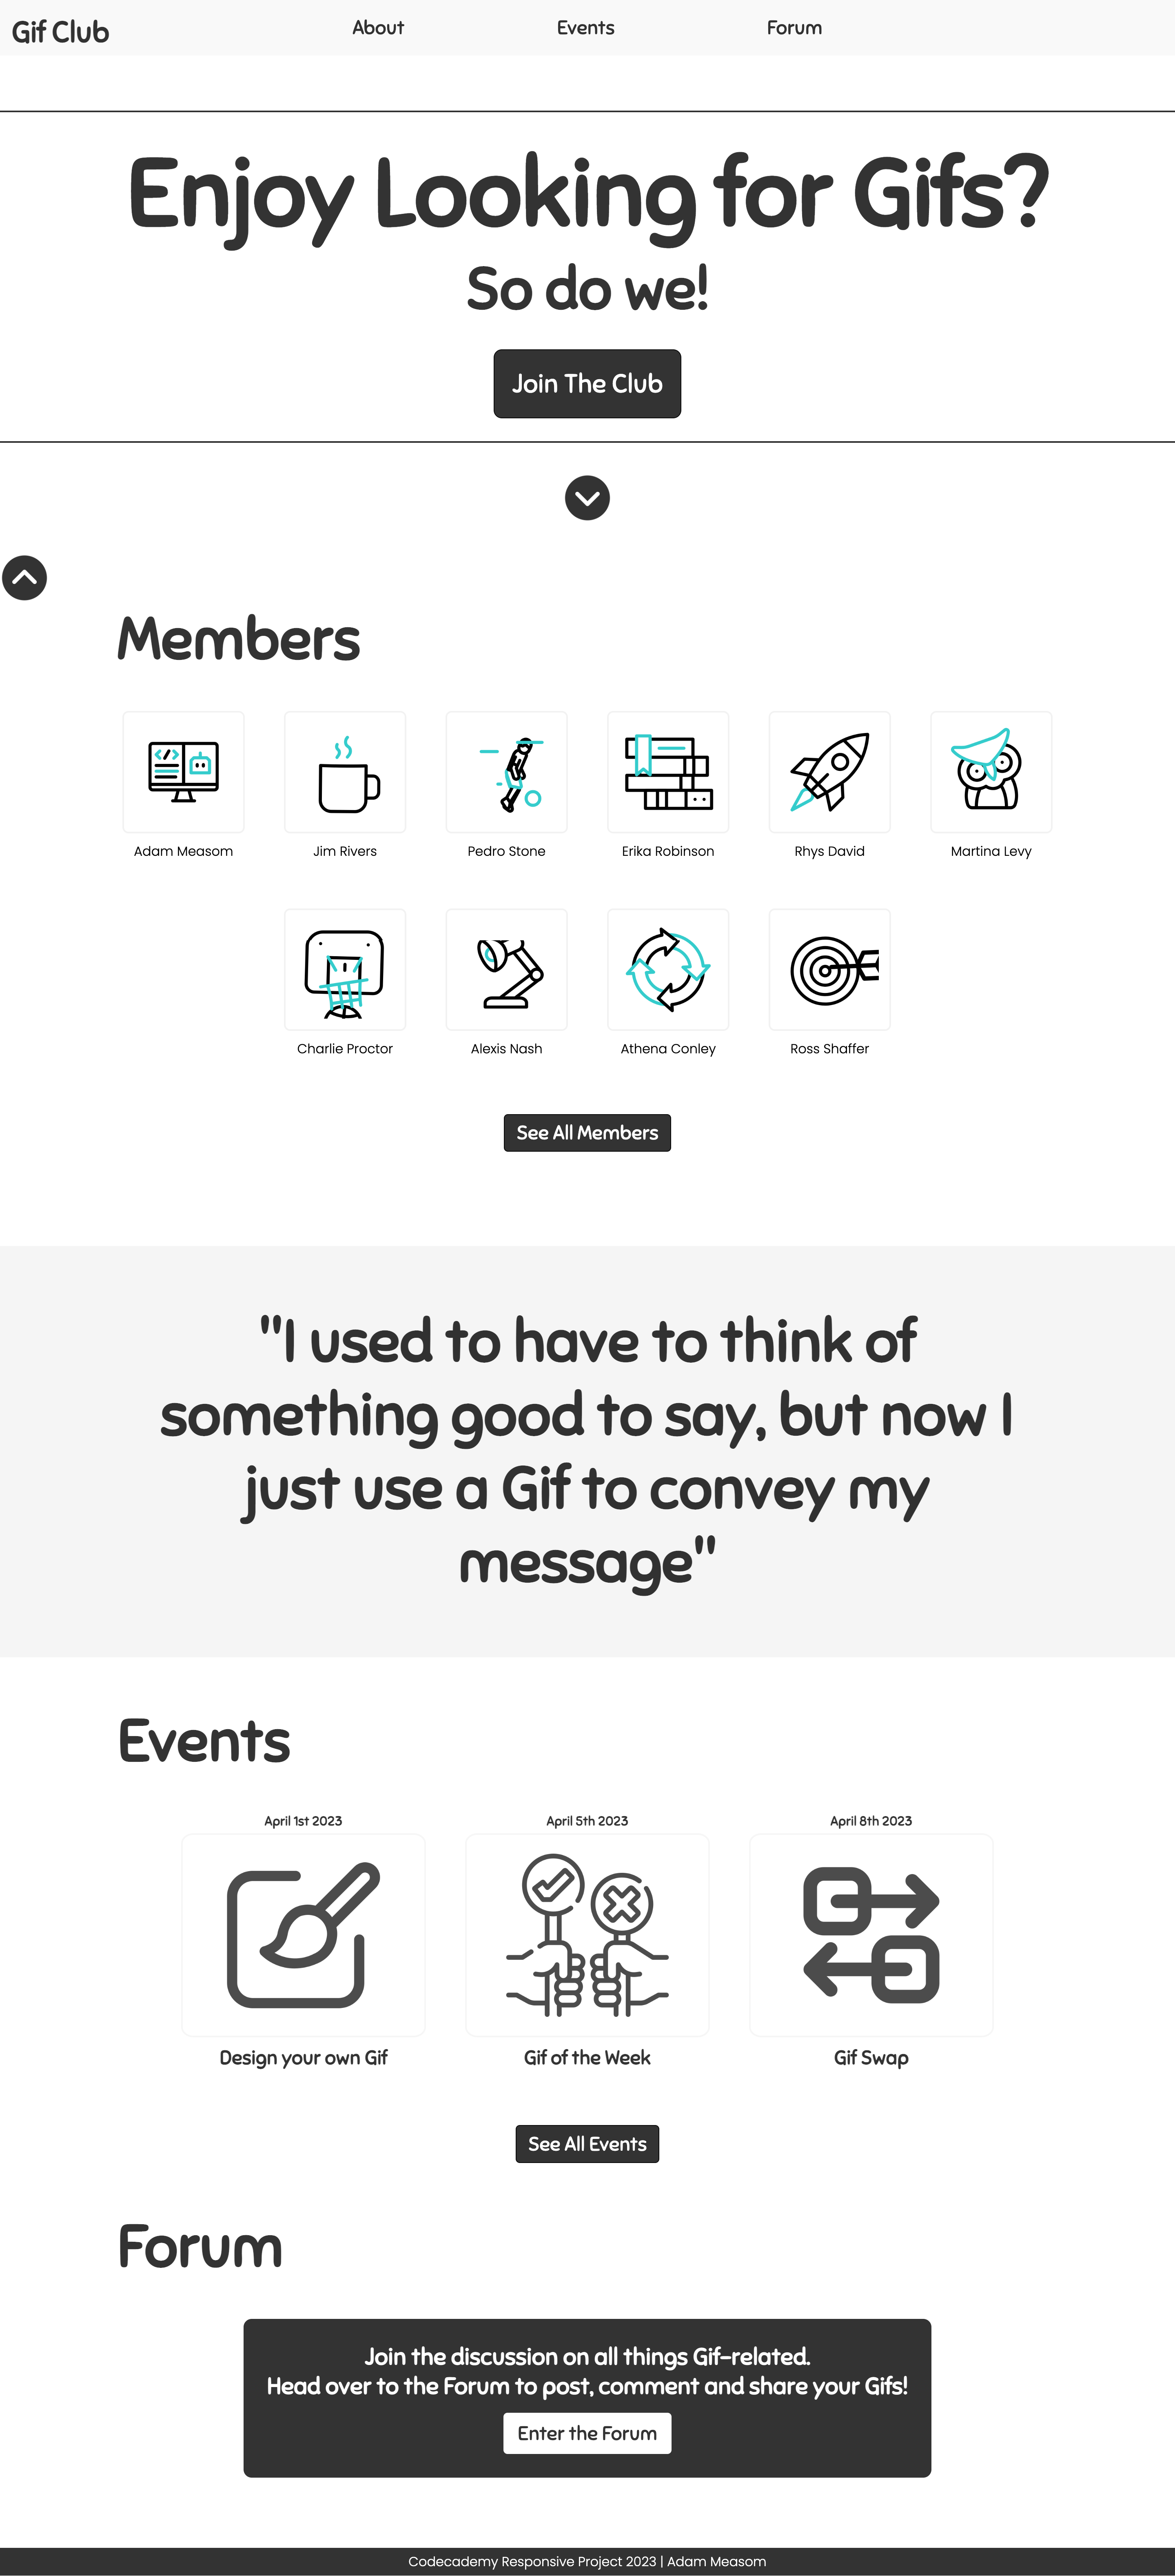 Gif Club
About
Events
Forum
Enjoy Looking for Gifs?
So do we!
Join The Club
Members
Adam Measom
Jim Rivers
Pedro Stone
Erika Robinson
Rhys David
Martina Levy
Charlie Proctor
Alexis Nash
Athena Conley
Ross Shaffer
See All Members
"I used to have to think of
something good to say, but now I
just use a Gif to convey my
message"
Events
April 1st 2023
April 5th 2023
April 8th 2023
Design your own Gif
Gif of the Week
Gif Swap
See All Events
Forum
Join the discussion on all things Gif-related.
Head over to the Forum to post, comment and share your Gifs!
Enter the Forum
Codecademy Responsive Project 2023 | Adam Measom